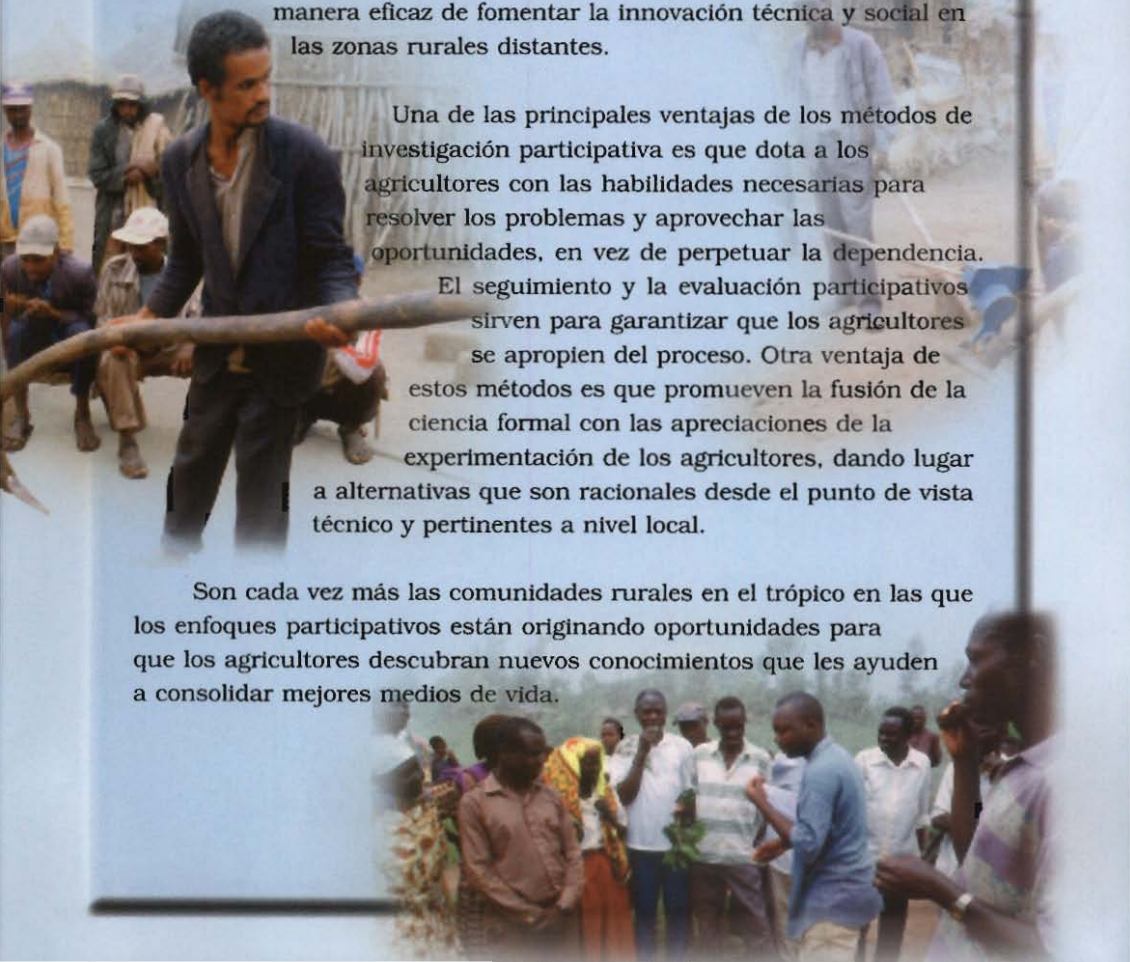 manera eficaz de fomentar la innovación técnica y social en
las zonas rurales distantes.
Una de las principales ventajas de los métodos de
investigación participativa es que dota a los
agricultores con las habilidades necesarias para
resolver los problemas y aprovechar las
oportunidades, en vez de perpetuar la dependencia.
El seguimiento y la evaluación participativos
sirven para garantizar que los agricultores
se apropien del proceso. Otra ventaja de
estos métodos es que promueven la fusión de la
ciencia formal con las apreciaciones de la
experimentación de los agricultores, dando lugar
a alternativas que son racionales desde el punto de vista
técnico y pertinentes a nivel local.
Son cada vez más las comunidades rurales en el trópico en las que
los enfoques participativos están originando oportunidades para
que los agricultores descubran nuevos conocimientos que les ayuden
a consolidar mejores medios de vida.